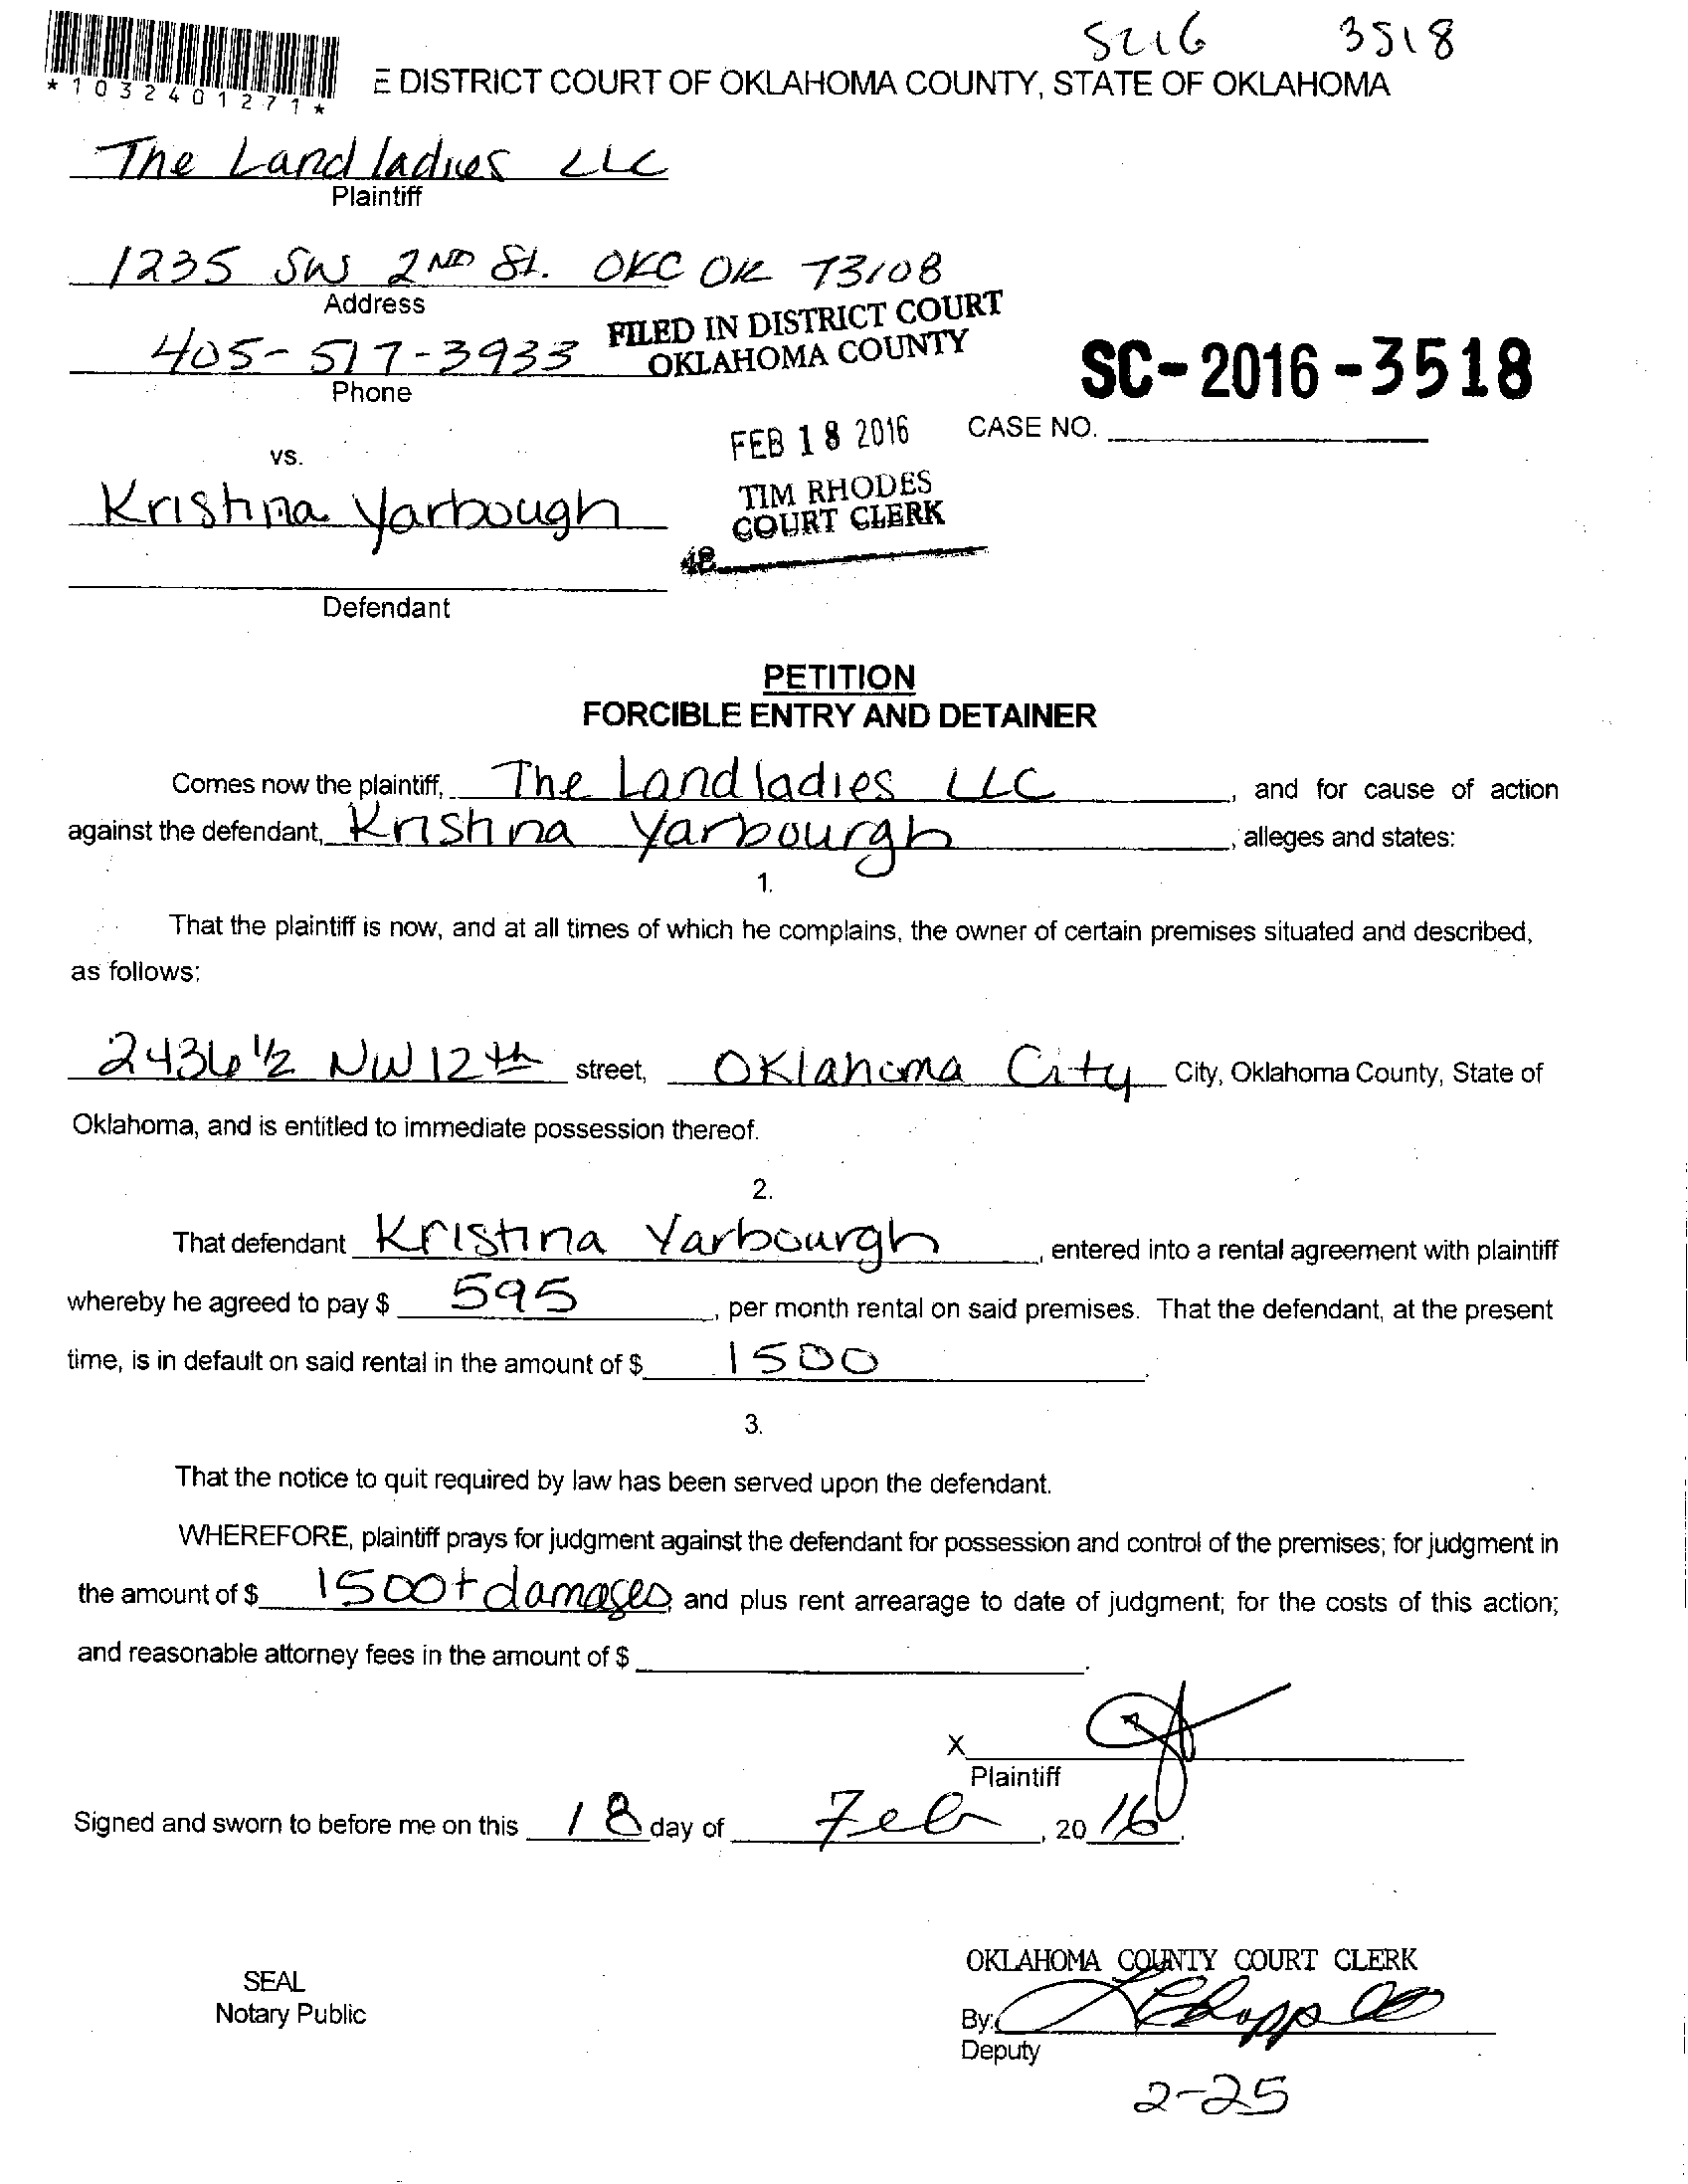 SC16 3518
*1032401271*
E DISTRICT COURT OF OKLAHOMA COUNTY, STATE OF OKLAHOMA
The Landladies LLC
Plaintiff
1235 SW 2ND St. OKC OK 73108
Address
FILED IN DISTRICT COURT
OKLAHOMA COUNTY
405-517-3933
Phone
SC-2016-3518
FEB 18 2016
CASE NO.
vs.
TIM RHODES
COURT CLERK
Kristina Yarbough
48
Defendant
PETITION
FORCIBLE ENTRY AND DETAINER
Comes now the plaintiff, The Landladies LLC, and for cause of action
against the defendant, Kristina Yarbourgh, alleges and states:
1.
That the plaintiff is now, and at all times of which he complains, the owner of certain premises situated and described,
as follows:
2436 1/2 NW 12th street, Oklahoma City City, Oklahoma County, State of
Oklahoma, and is entitled to immediate possession thereof.
2.
That defendant Kristina Yarbourgh, entered into a rental agreement with plaintiff
whereby he agreed to pay $ 595, per month rental on said premises. That the defendant, at the present
time, is in default on said rental in the amount of $ 1500.
3.
That the notice to quit required by law has been served upon the defendant.
WHEREFORE, plaintiff prays for judgment against the defendant for possession and control of the premises; for judgment in
the amount of $ 1500+damages, and plus rent arrearage to date of judgment; for the costs of this action;
and reasonable attorney fees in the amount of $ .
X
Plaintiff
Signed and sworn to before me on this 18 day of Feb, 2016.
OKLAHOMA COUNTY COURT CLERK
SEAL
Notary Public
By:
Deputy
2-25